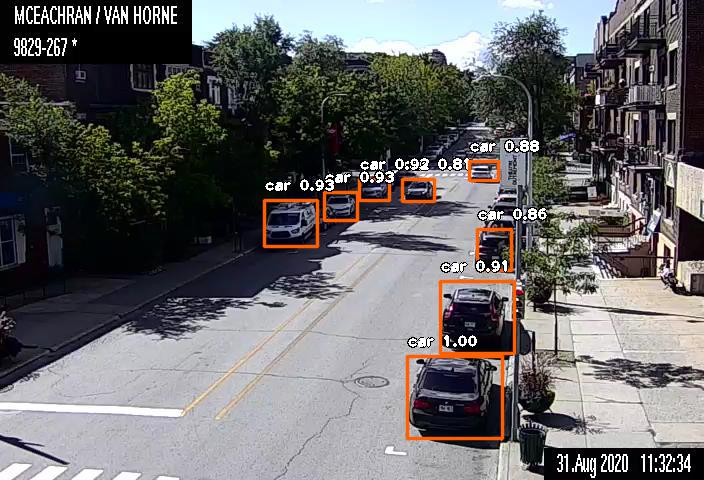 MCEACHRAN / VAN HORNE
9829-267 *
car 0.88
car 0.92
0.81
car 0.93
car 0.93
car 0.86
car 0.91
car 1.00
31.Aug 2020 11:32:34